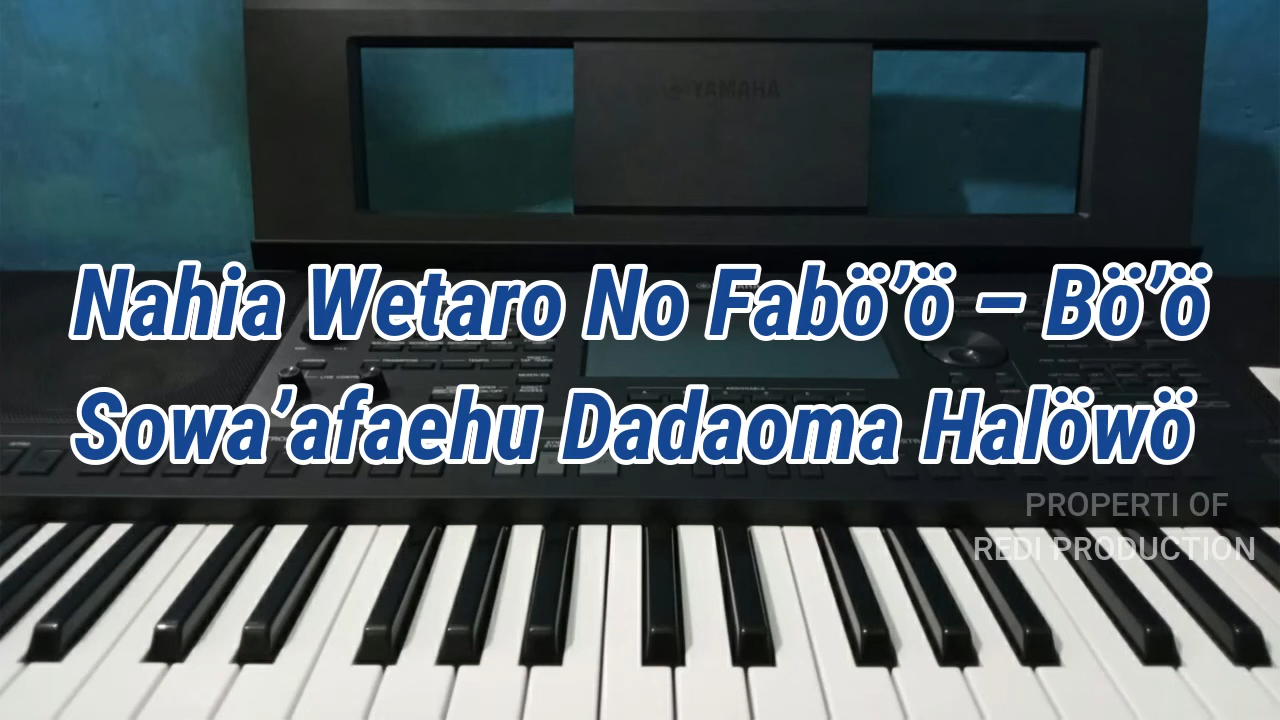 YAMAHA
Nahia Wetaro No Fabö’ö – Bö’ö
Sowa’afaehu Dadaoma Halöwö
PROPERTI OF
REDI PRODUCTION